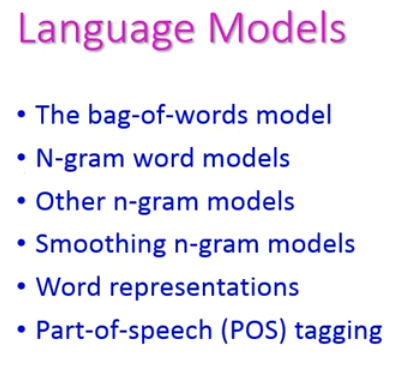 Language Models
• The bag-of-words model
• N-gram word models
• Other n-gram models
• Smoothing n-gram models
• Word representations
• Part-of-speech (POS) tagging